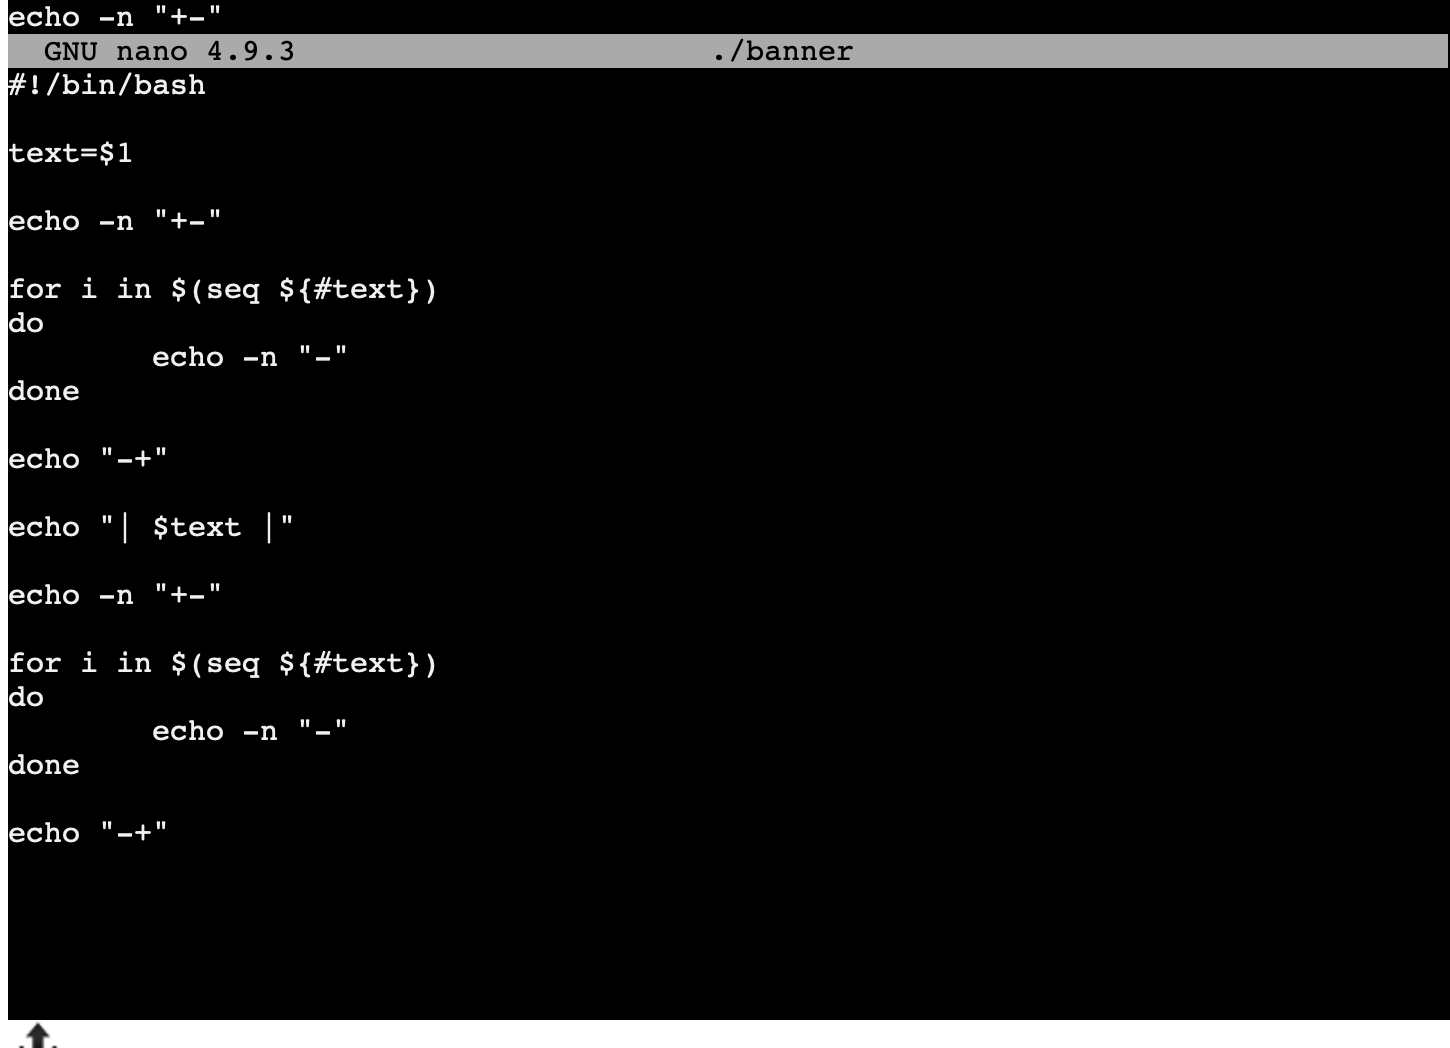 echo -n "+-"
GNU nano 4.9.3 ./banner
#!/bin/bash
text=$1
echo -n "+-"
for i in $(seq ${#text})
do
        echo -n "-"
done
echo "-+"
echo "| $text |"
echo -n "+-"
for i in $(seq ${#text})
do
        echo -n "-"
done
echo "-+"